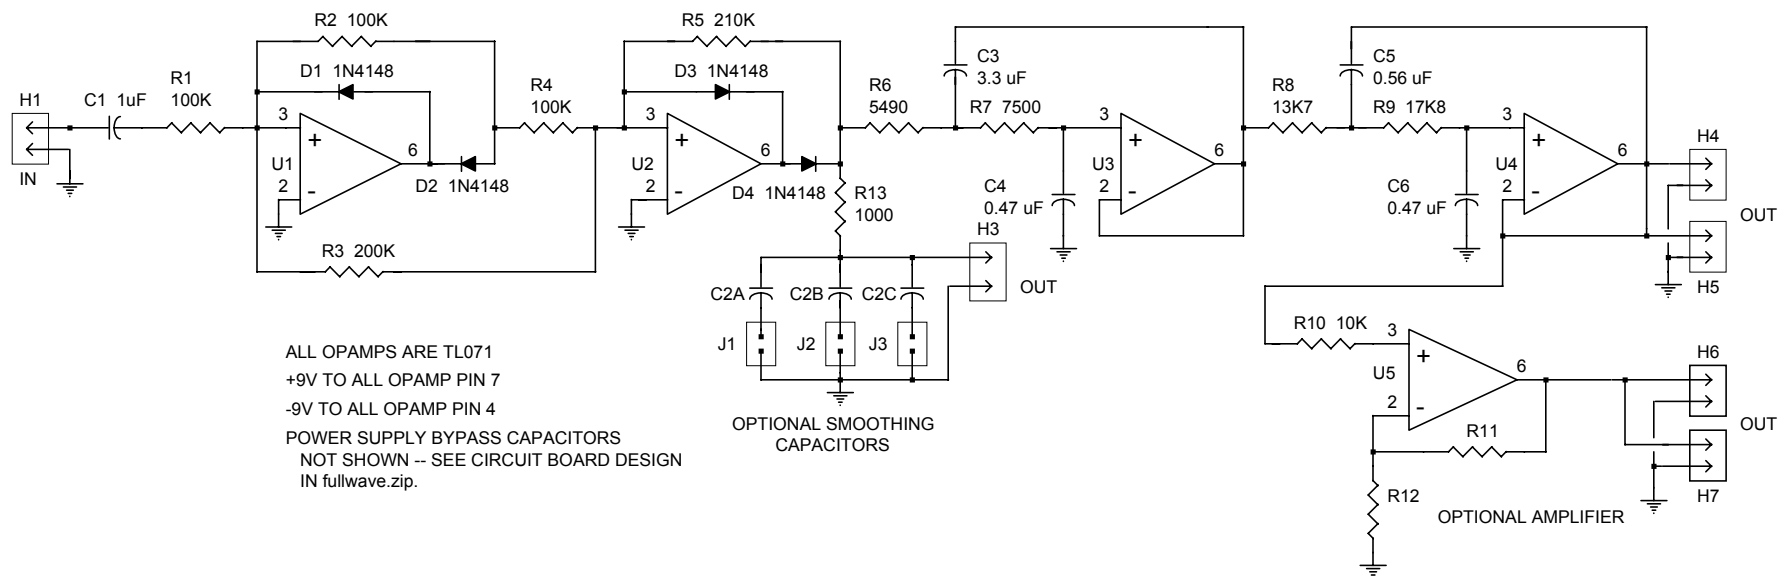 R2 100K
D1 1N4148
R1
100K
C1 1uF
H1
IN
3
+
U1
2
-
6
D2 1N4148
R3 200K
R4
100K
R5 210K
D3 1N4148
3
+
U2
2
-
6
D4 1N4148
R13
1000
H3
OUT
C2A
C2B
C2C
J1
J2
J3
OPTIONAL SMOOTHING
CAPACITORS
R6
5490
C3
3.3 uF
R7 7500
C4
0.47 uF
3
+
U3
2
-
6
R8
13K7
C5
0.56 uF
R9 17K8
C6
0.47 uF
3
+
U4
2
-
6
H4
OUT
H5
R10 10K
3
+
U5
2
-
6
R11
R12
H6
OUT
H7
OPTIONAL AMPLIFIER
ALL OPAMPS ARE TL071
+9V TO ALL OPAMP PIN 7
-9V TO ALL OPAMP PIN 4
POWER SUPPLY BYPASS CAPACITORS
NOT SHOWN -- SEE CIRCUIT BOARD DESIGN
IN fullwave.zip.